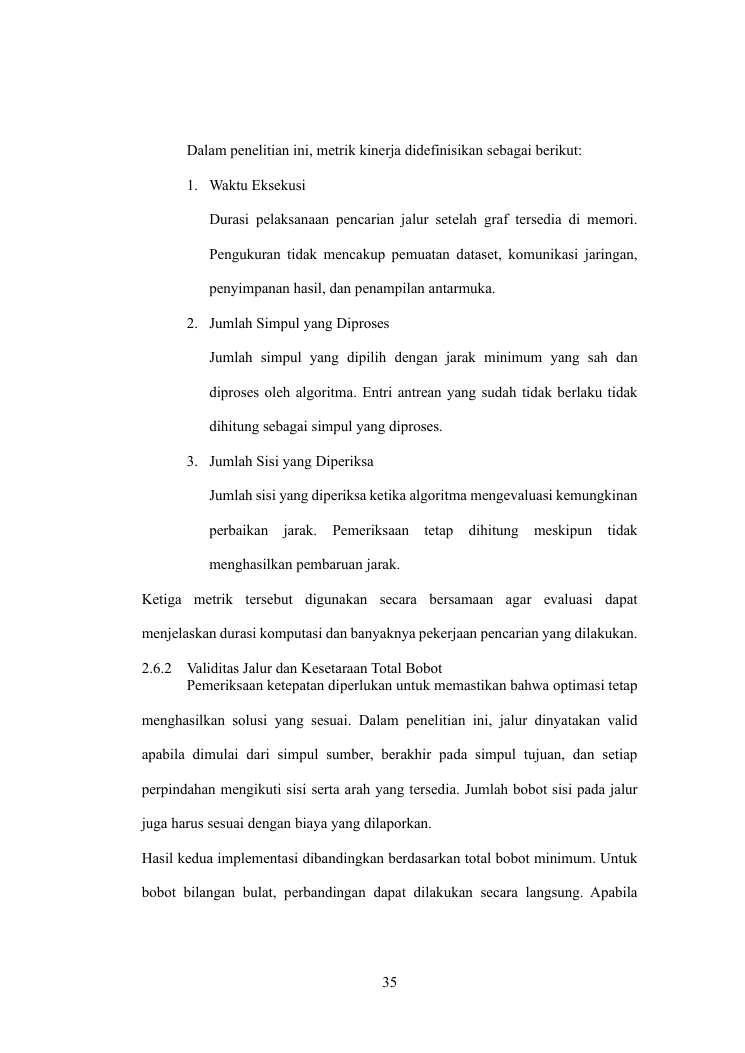 Dalam penelitian ini, metrik kinerja didefinisikan sebagai berikut:
1. Waktu Eksekusi
Durasi pelaksanaan pencarian jalur setelah graf tersedia di memori.
Pengukuran tidak mencakup pemuatan dataset, komunikasi jaringan,
penyimpanan hasil, dan penampilan antarmuka.
2. Jumlah Simpul yang Diproses
Jumlah simpul yang dipilih dengan jarak minimum yang sah dan
diproses oleh algoritma. Entri antrean yang sudah tidak berlaku tidak
dihitung sebagai simpul yang diproses.
3. Jumlah Sisi yang Diperiksa
Jumlah sisi yang diperiksa ketika algoritma mengevaluasi kemungkinan
perbaikan jarak. Pemeriksaan tetap dihitung meskipun tidak
menghasilkan pembaruan jarak.
Ketiga metrik tersebut digunakan secara bersamaan agar evaluasi dapat
menjelaskan durasi komputasi dan banyaknya pekerjaan pencarian yang dilakukan.
2.6.2 Validitas Jalur dan Kesetaraan Total Bobot
Pemeriksaan ketepatan diperlukan untuk memastikan bahwa optimasi tetap
menghasilkan solusi yang sesuai. Dalam penelitian ini, jalur dinyatakan valid
apabila dimulai dari simpul sumber, berakhir pada simpul tujuan, dan setiap
perpindahan mengikuti sisi serta arah yang tersedia. Jumlah bobot sisi pada jalur
juga harus sesuai dengan biaya yang dilaporkan.
Hasil kedua implementasi dibandingkan berdasarkan total bobot minimum. Untuk
bobot bilangan bulat, perbandingan dapat dilakukan secara langsung. Apabila
35